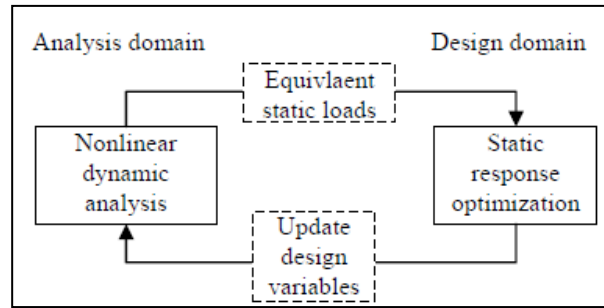 Analysis domain
Design domain
Equivlaent
static loads
Nonlinear
dynamic
analysis
Static
response
optimization
Update
design
variables